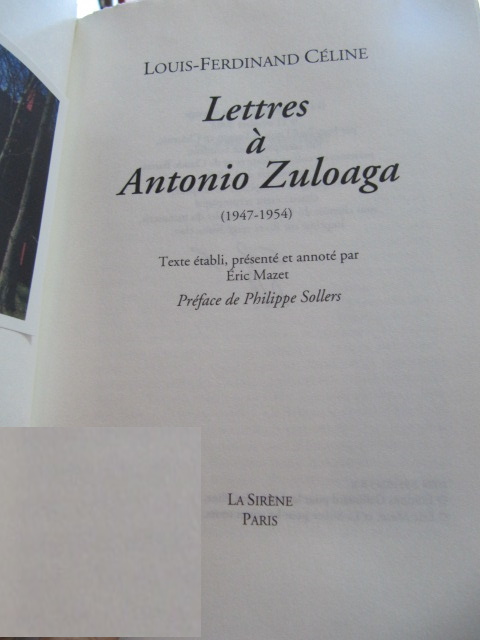 LOUIS-FERDINAND CÉLINE
Lettres
à
Antonio Zuloaga
(1947-1954)
Texte établi, présenté et annoté par
Éric Mazet
Préface de Philippe Sollers
LA SIRÈNE
PARIS